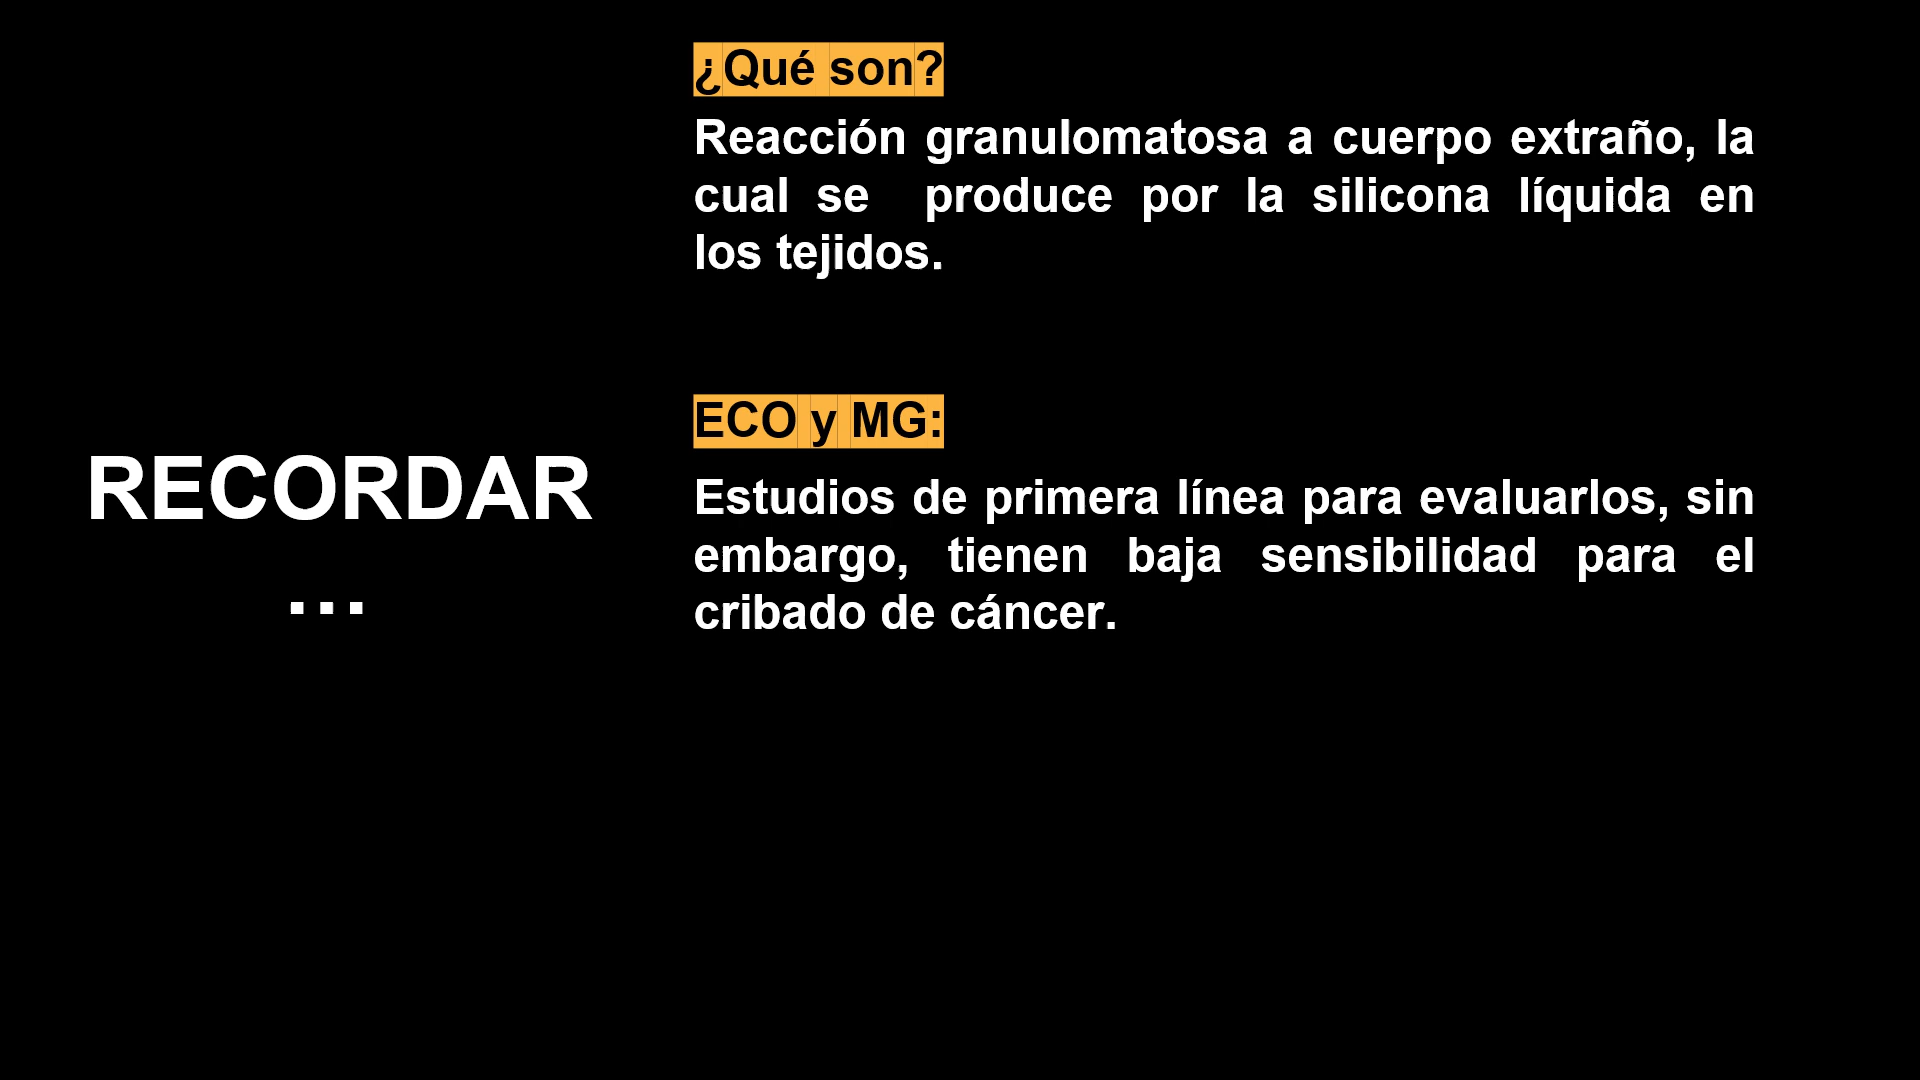 RECORDAR
...
¿Qué son?
Reacción granulomatosa a cuerpo extraño, la
cual se produce por la silicona líquida en
los tejidos.
ECO y MG:
Estudios de primera línea para evaluarlos, sin
embargo, tienen baja sensibilidad para el
cribado de cáncer.